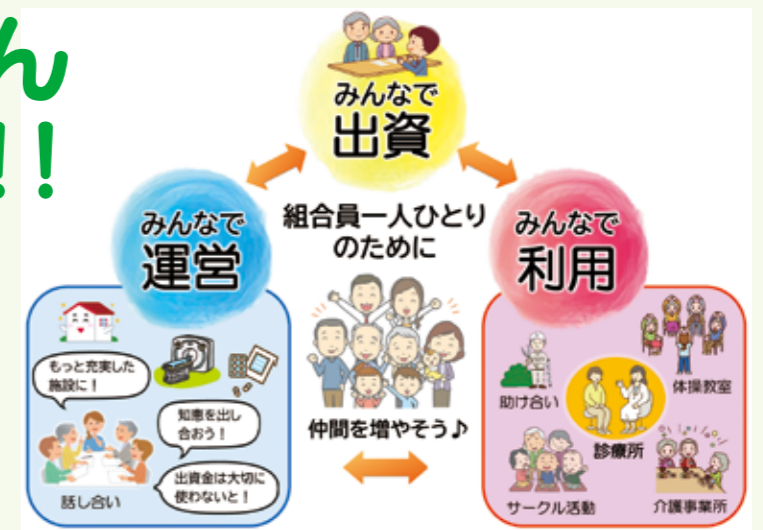 ん
!!
みんなで
出資
みんなで
運営
組合員一人ひとり
のために
みんなで
利用
もっと充実した
施設に！
知恵を出し
合おう！
出資金は大切に
使わないと！
話し合い
仲間を増やそう♪
助け合い
体操教室
診療所
サークル活動
介護事業所